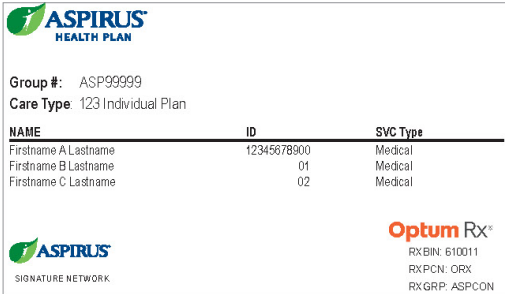 ASPIRUS®
HEALTH PLAN
Group #: ASP99999
Care Type: 123 Individual Plan
NAME ID SVC Type
Firstname A Lastname 12345678900 Medical
Firstname B Lastname 01 Medical
Firstname C Lastname 02 Medical
Optum Rx®
ASPIRUS®
RXBIN: 610011
SIGNATURE NETWORK
RXPCN: ORX
RXGRP: ASPCON